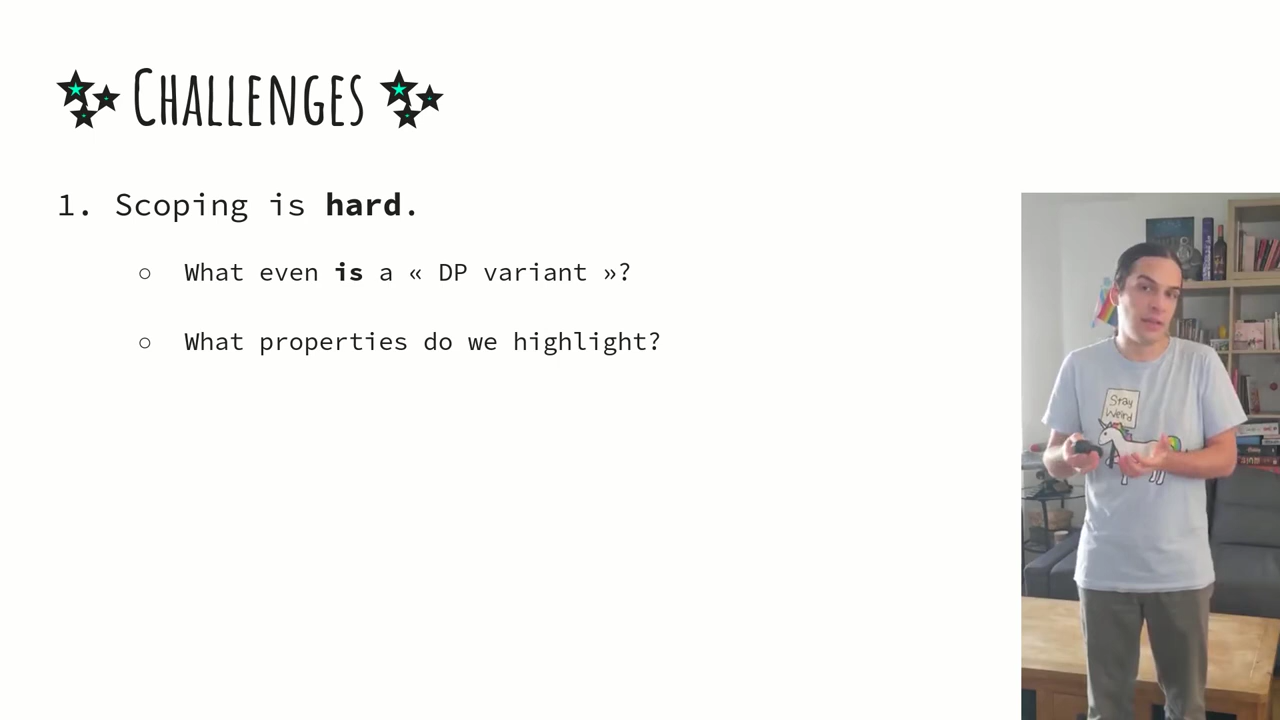 Challenges
1. Scoping is hard.
○ What even is a « DP variant »?
○ What properties do we highlight?
Stay
Weird